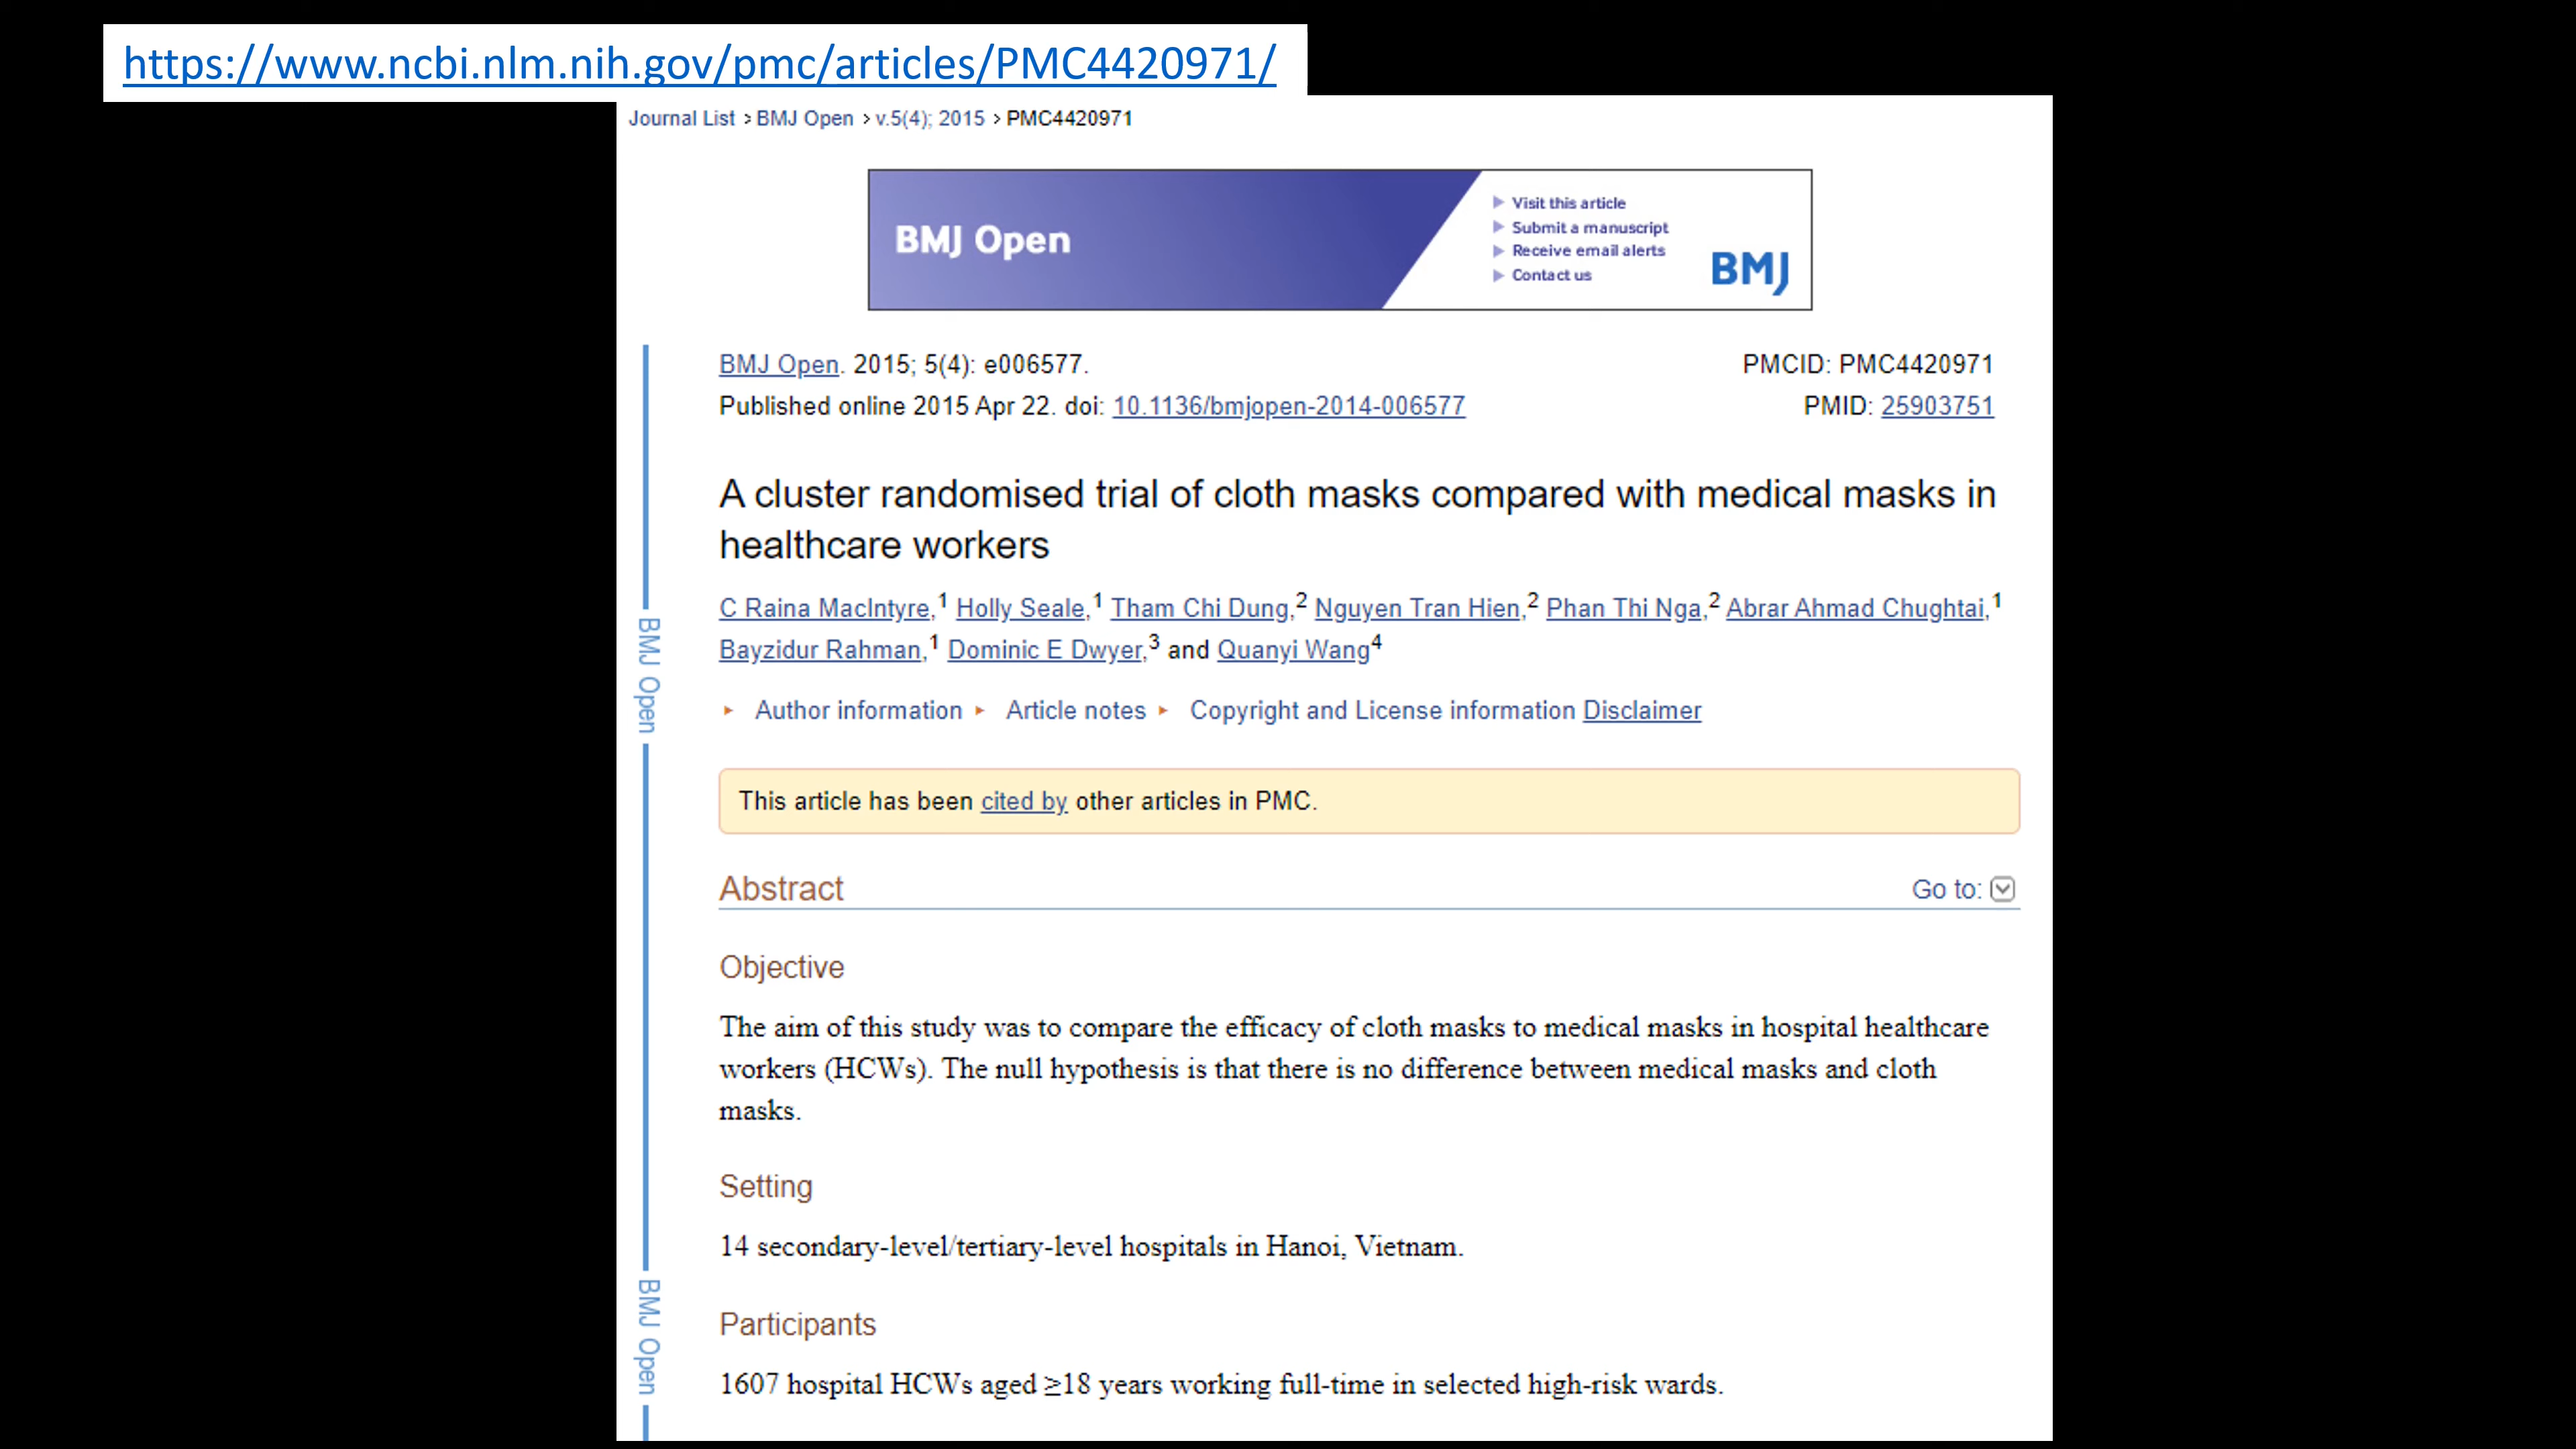 https://www.ncbi.nlm.nih.gov/pmc/articles/PMC4420971/
Journal List > BMJ Open > v.5(4); 2015 > PMC4420971
BMJ Open
Visit this article
Submit a manuscript
Receive email alerts
Contact us
BMJ
BMJ Open. 2015; 5(4): e006577.
PMCID: PMC4420971
Published online 2015 Apr 22. doi: 10.1136/bmjopen-2014-006577
PMID: 25903751
A cluster randomised trial of cloth masks compared with medical masks in
healthcare workers
C Raina MacIntyre,1 Holly Seale,1 Tham Chi Dung,2 Nguyen Tran Hien,2 Phan Thi Nga,2 Abrar Ahmad Chughtai,1
Bayzidur Rahman,1 Dominic E Dwyer,3 and Quanyi Wang4
Author information Article notes Copyright and License information Disclaimer
This article has been cited by other articles in PMC.
Abstract
Go to:
Objective
The aim of this study was to compare the efficacy of cloth masks to medical masks in hospital healthcare
workers (HCWs). The null hypothesis is that there is no difference between medical masks and cloth
masks.
Setting
14 secondary-level/tertiary-level hospitals in Hanoi, Vietnam.
Participants
1607 hospital HCWs aged ≥18 years working full-time in selected high-risk wards.
BMJ Open
BMJ Open